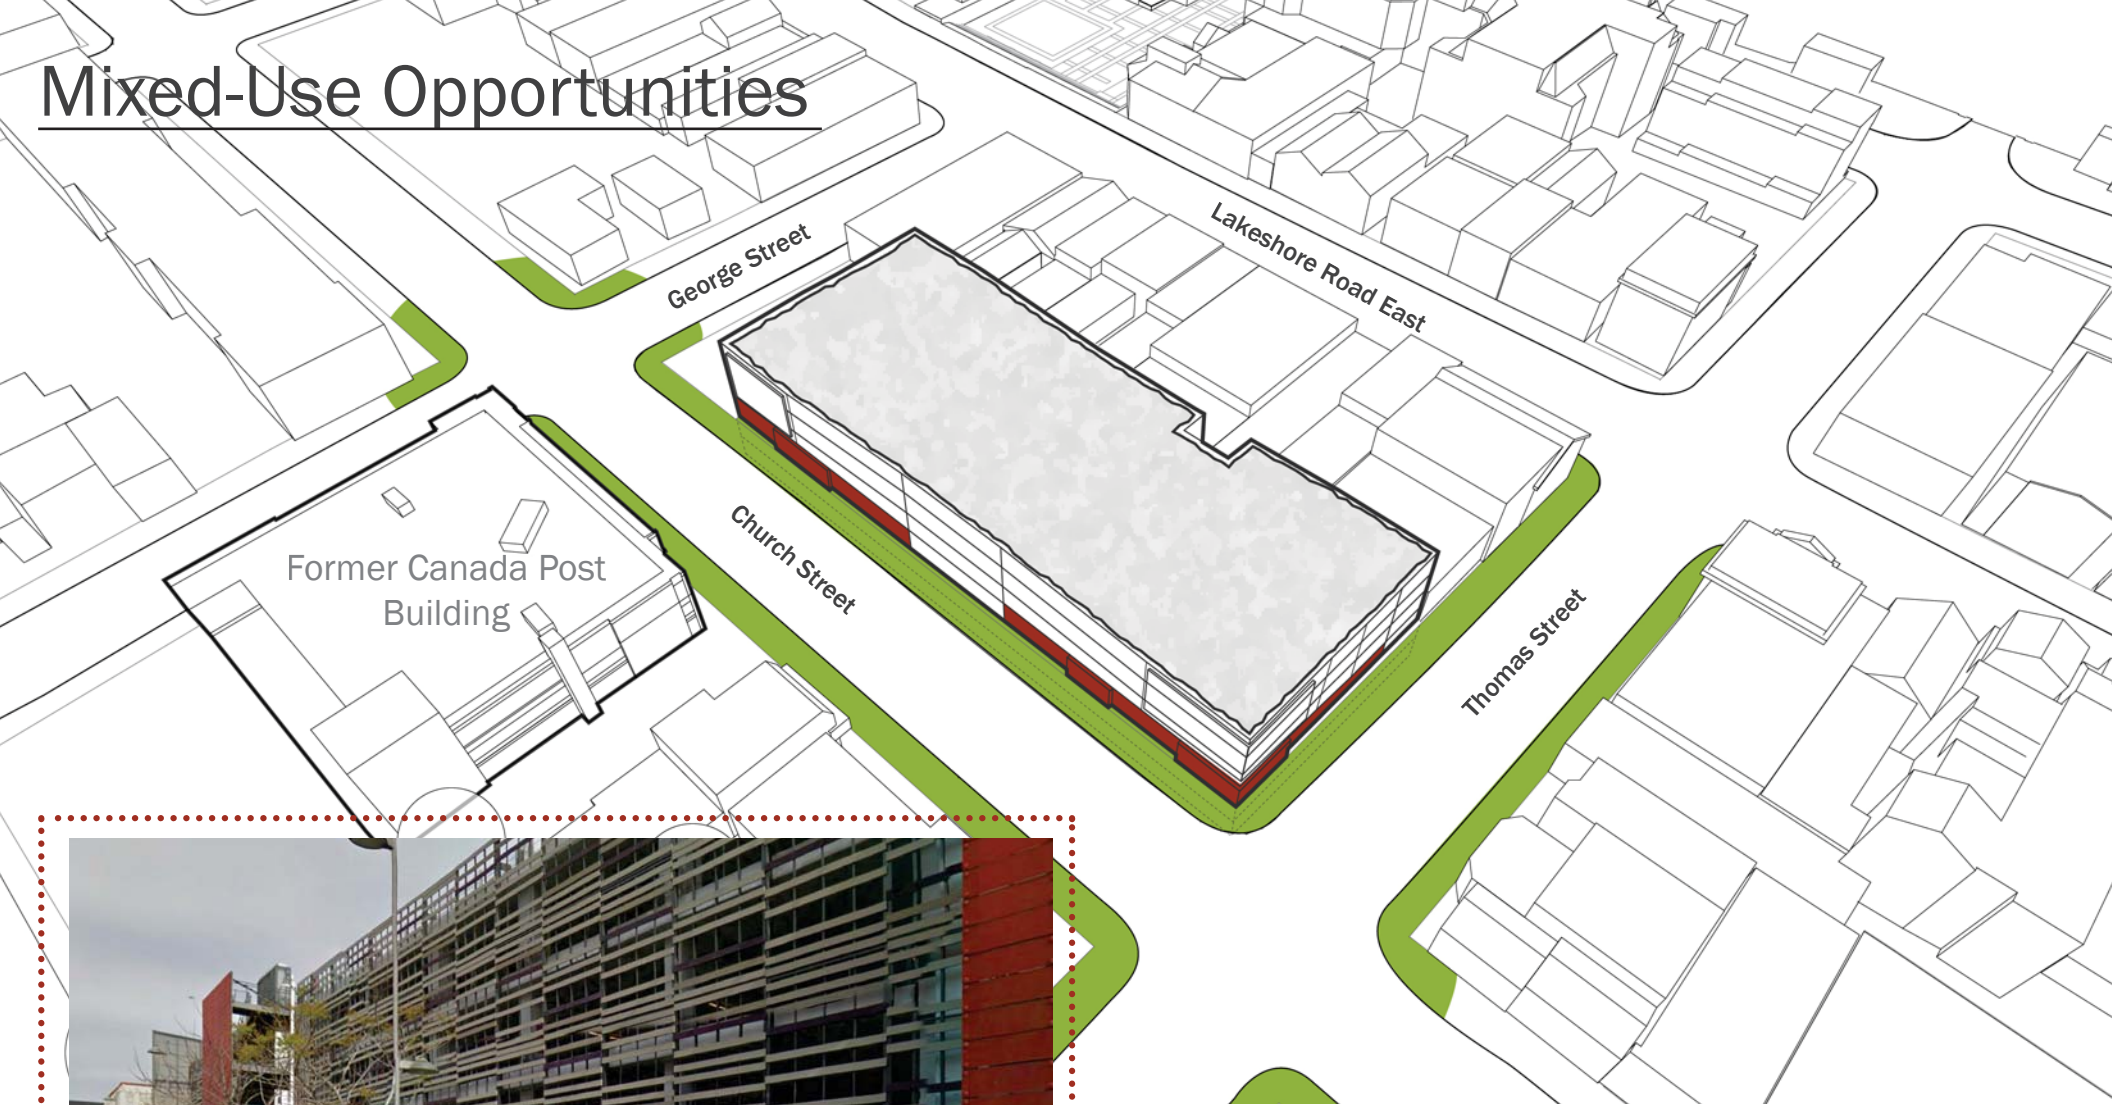 Mixed-Use Opportunities
George Street
Lakeshore Road East
Church Street
Former Canada Post
Building
Thomas Street